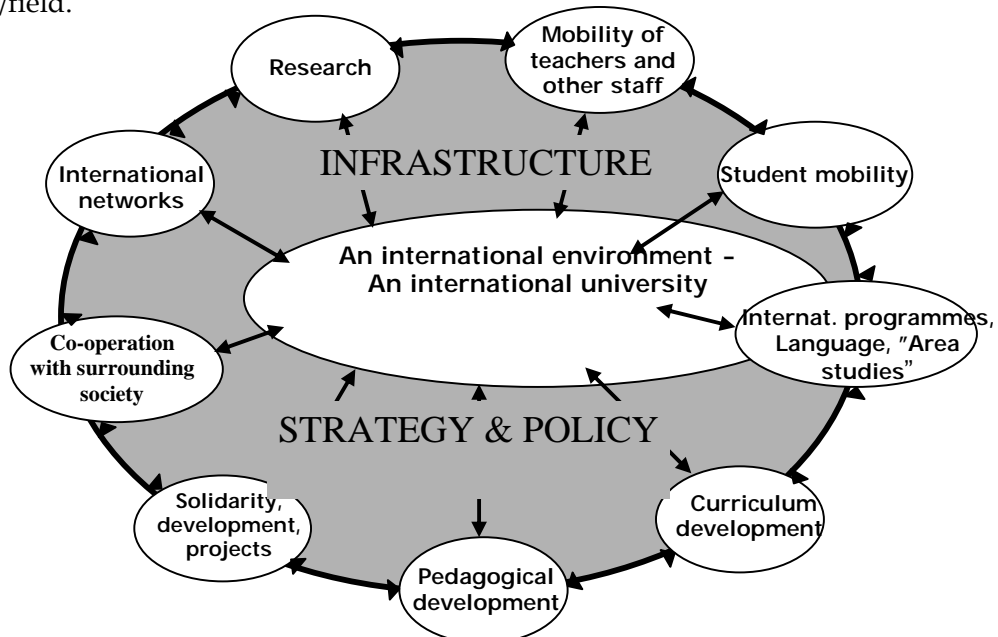 /field.
Mobility of
teachers and
other staff
Research
INFRASTRUCTURE
International
networks
Student mobility
An international environment –
An international university
Internat. programmes,
Language, "Area
studies"
Co-operation
with surrounding
society
STRATEGY & POLICY
Solidarity,
development,
projects
Curriculum
development
Pedagogical
development